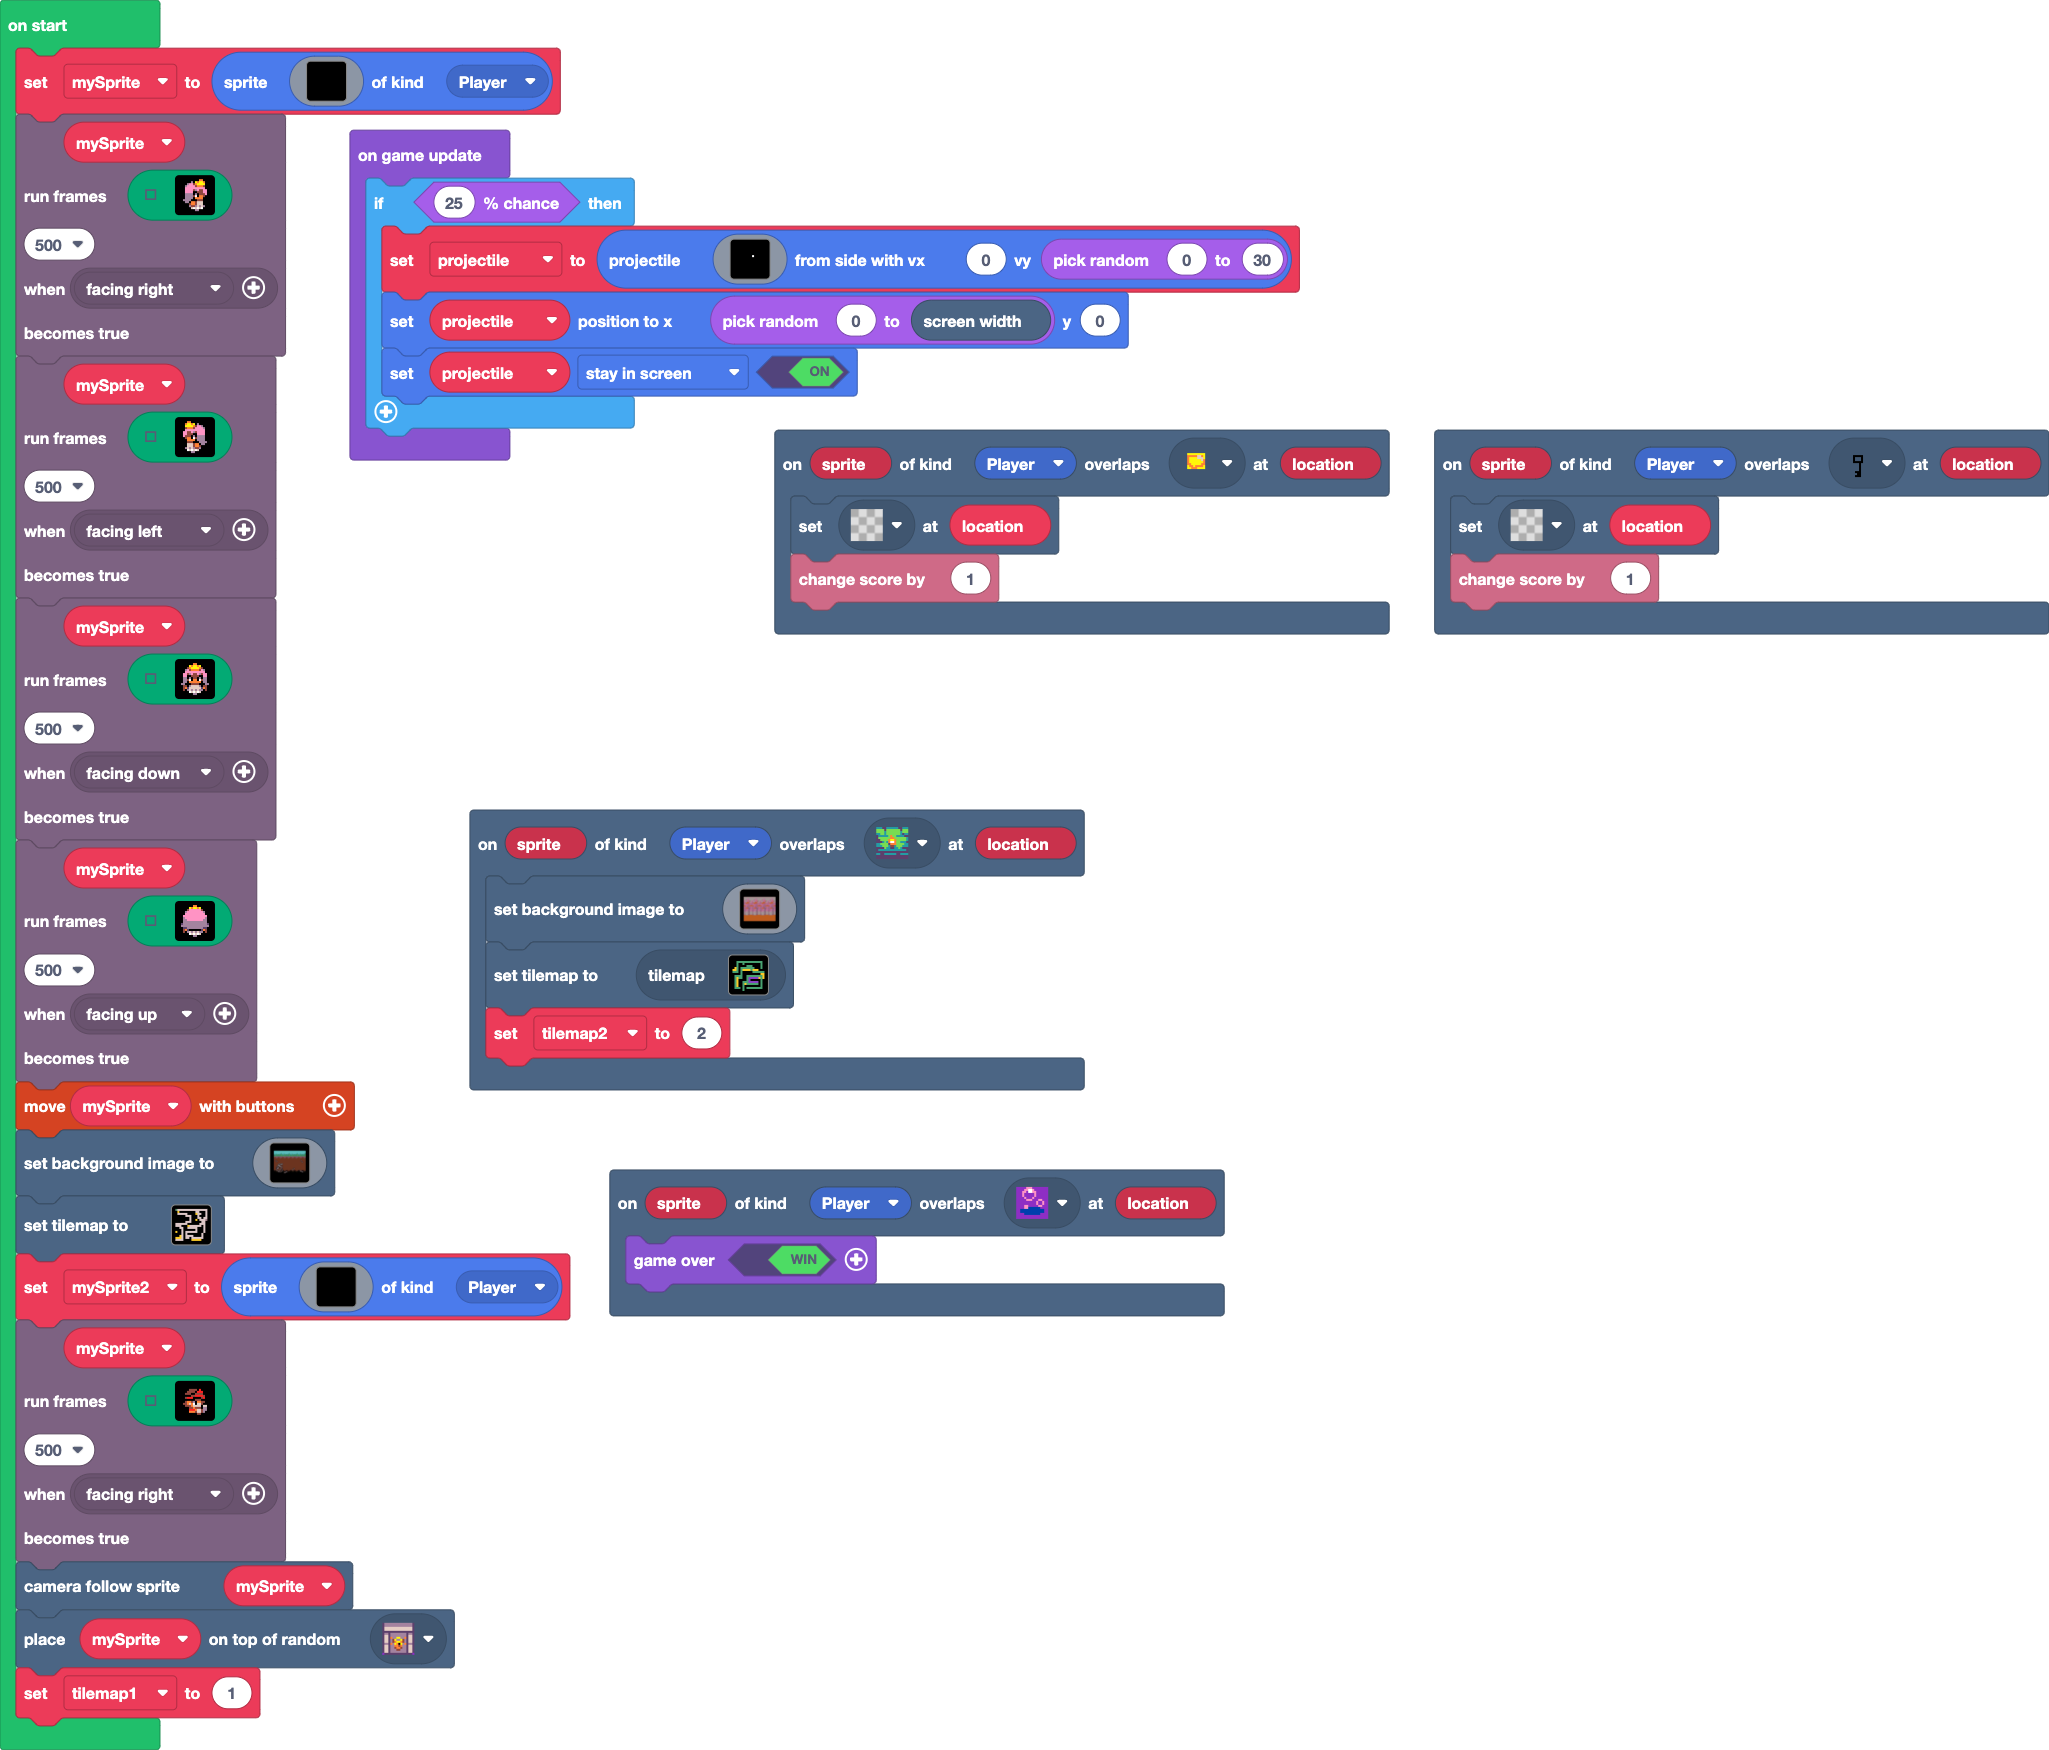 on start
set mySprite to sprite of kind Player
mySprite
run frames
500
when facing right
becomes true
mySprite
run frames
500
when facing left
becomes true
mySprite
run frames
500
when facing down
becomes true
mySprite
run frames
500
when facing up
becomes true
move mySprite with buttons
set background image to
set tilemap to
set mySprite2 to sprite of kind Player
mySprite
run frames
500
when facing right
becomes true
camera follow sprite mySprite
place mySprite on top of random
set tilemap1 to 1
on game update
if 25 % chance then
set projectile to projectile from side with vx 0 vy pick random 0 to 30
set projectile position to x pick random 0 to screen width y 0
set projectile stay in screen ON
on sprite of kind Player overlaps at location
set at location
change score by 1
on sprite of kind Player overlaps at location
set at location
change score by 1
on sprite of kind Player overlaps at location
set background image to
set tilemap to tilemap
set tilemap2 to 2
on sprite of kind Player overlaps at location
game over WIN